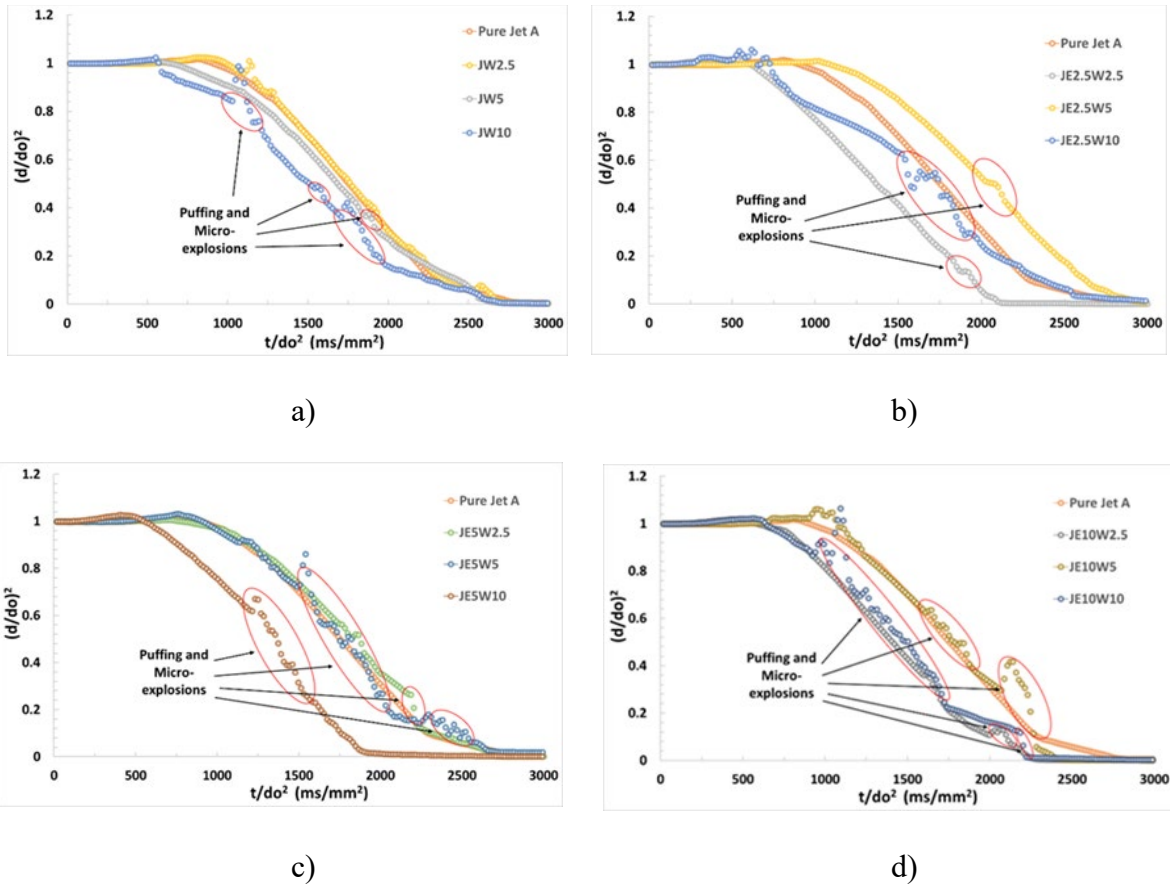 1.2
1
0.8
0.6
0.4
0.2
0
(d/do)²
Pure Jet A
JW2.5
JW5
JW10
Puffing and
Micro-
explosions
0 500 1000 1500 2000 2500 3000
t/do² (ms/mm²)
a)
1.2
1
0.8
0.6
0.4
0.2
0
(d/do)²
Pure Jet A
JE2.5W2.5
JE2.5W5
JE2.5W10
Puffing and
Micro-
explosions
0 500 1000 1500 2000 2500 3000
t/do² (ms/mm²)
b)
1.2
1
0.8
0.6
0.4
0.2
0
(d/do)²
Pure Jet A
JE5W2.5
JE5W5
JE5W10
Puffing and
Micro-
explosions
0 500 1000 1500 2000 2500 3000
t/do² (ms/mm²)
c)
1.2
1
0.8
0.6
0.4
0.2
0
(d/do)²
Pure Jet A
JE10W2.5
JE10W5
JE10W10
Puffing and
Micro-
explosions
0 500 1000 1500 2000 2500 3000
t/do² (ms/mm²)
d)